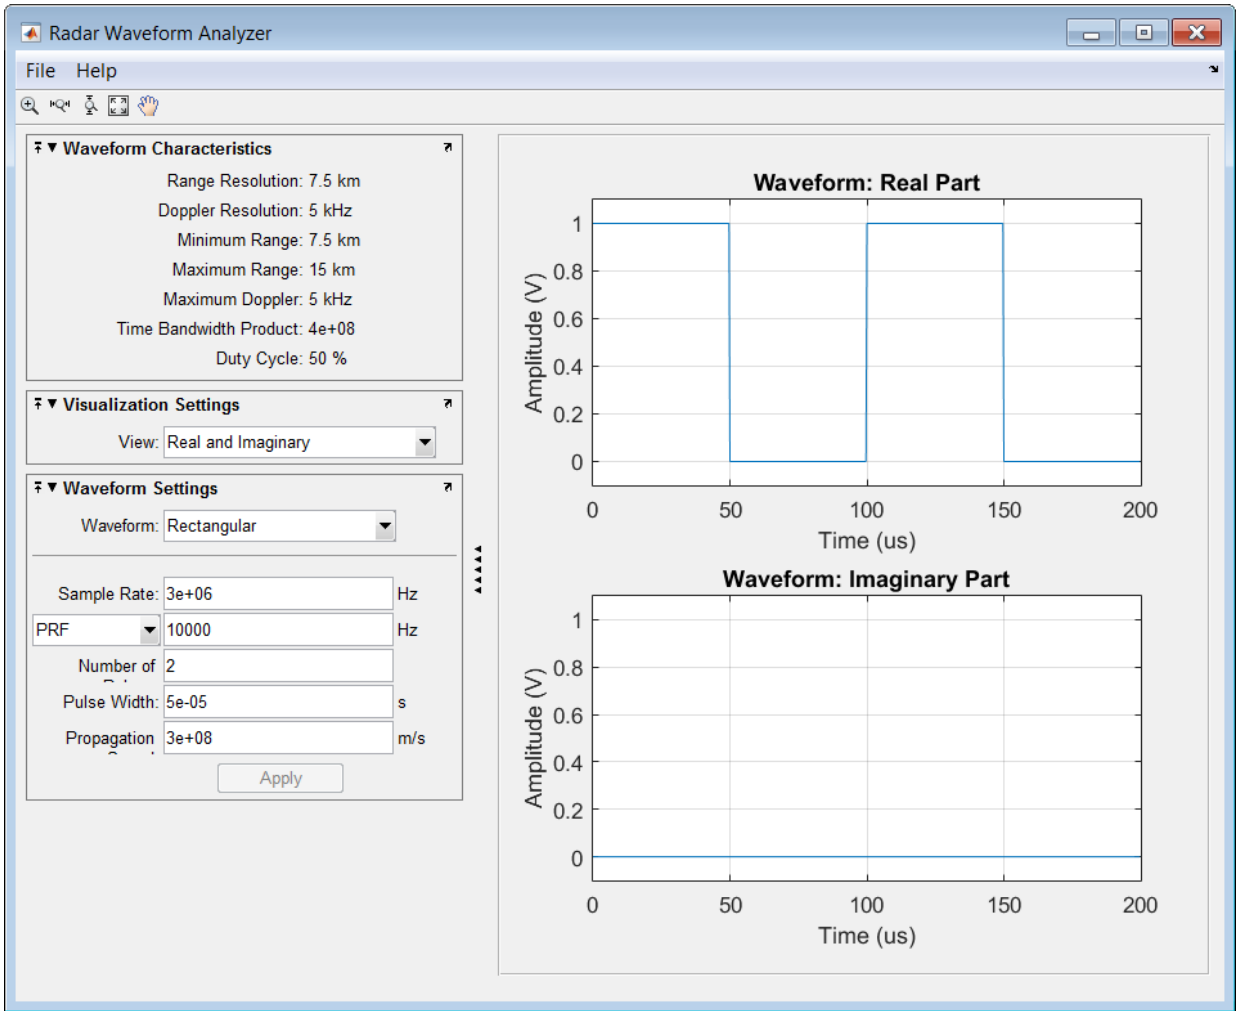 Radar Waveform Analyzer
File Help
Waveform Characteristics
Range Resolution: 7.5 km
Doppler Resolution: 5 kHz
Minimum Range: 7.5 km
Maximum Range: 15 km
Maximum Doppler: 5 kHz
Time Bandwidth Product: 4e+08
Duty Cycle: 50 %
Visualization Settings
View: Real and Imaginary
Waveform Settings
Waveform: Rectangular
Sample Rate: 3e+06 Hz
PRF 10000 Hz
Number of 2
Pulse Width: 5e-05 s
Propagation 3e+08 m/s
Apply
Waveform: Real Part
1
0.8
0.6
0.4
0.2
0
Amplitude (V)
0 50 100 150 200
Time (us)
Waveform: Imaginary Part
1
0.8
0.6
0.4
0.2
0
Amplitude (V)
0 50 100 150 200
Time (us)